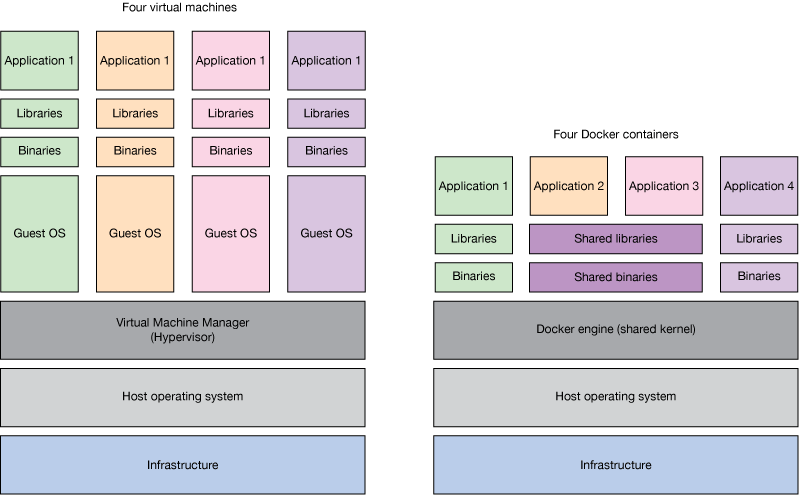 Four virtual machines
Application 1 Application 1 Application 1 Application 1
Libraries Libraries Libraries Libraries
Binaries Binaries Binaries Binaries
Guest OS Guest OS Guest OS Guest OS
Virtual Machine Manager
(Hypervisor)
Host operating system
Infrastructure
Four Docker containers
Application 1 Application 2 Application 3 Application 4
Libraries Shared libraries Libraries
Binaries Shared binaries Binaries
Docker engine (shared kernel)
Host operating system
Infrastructure